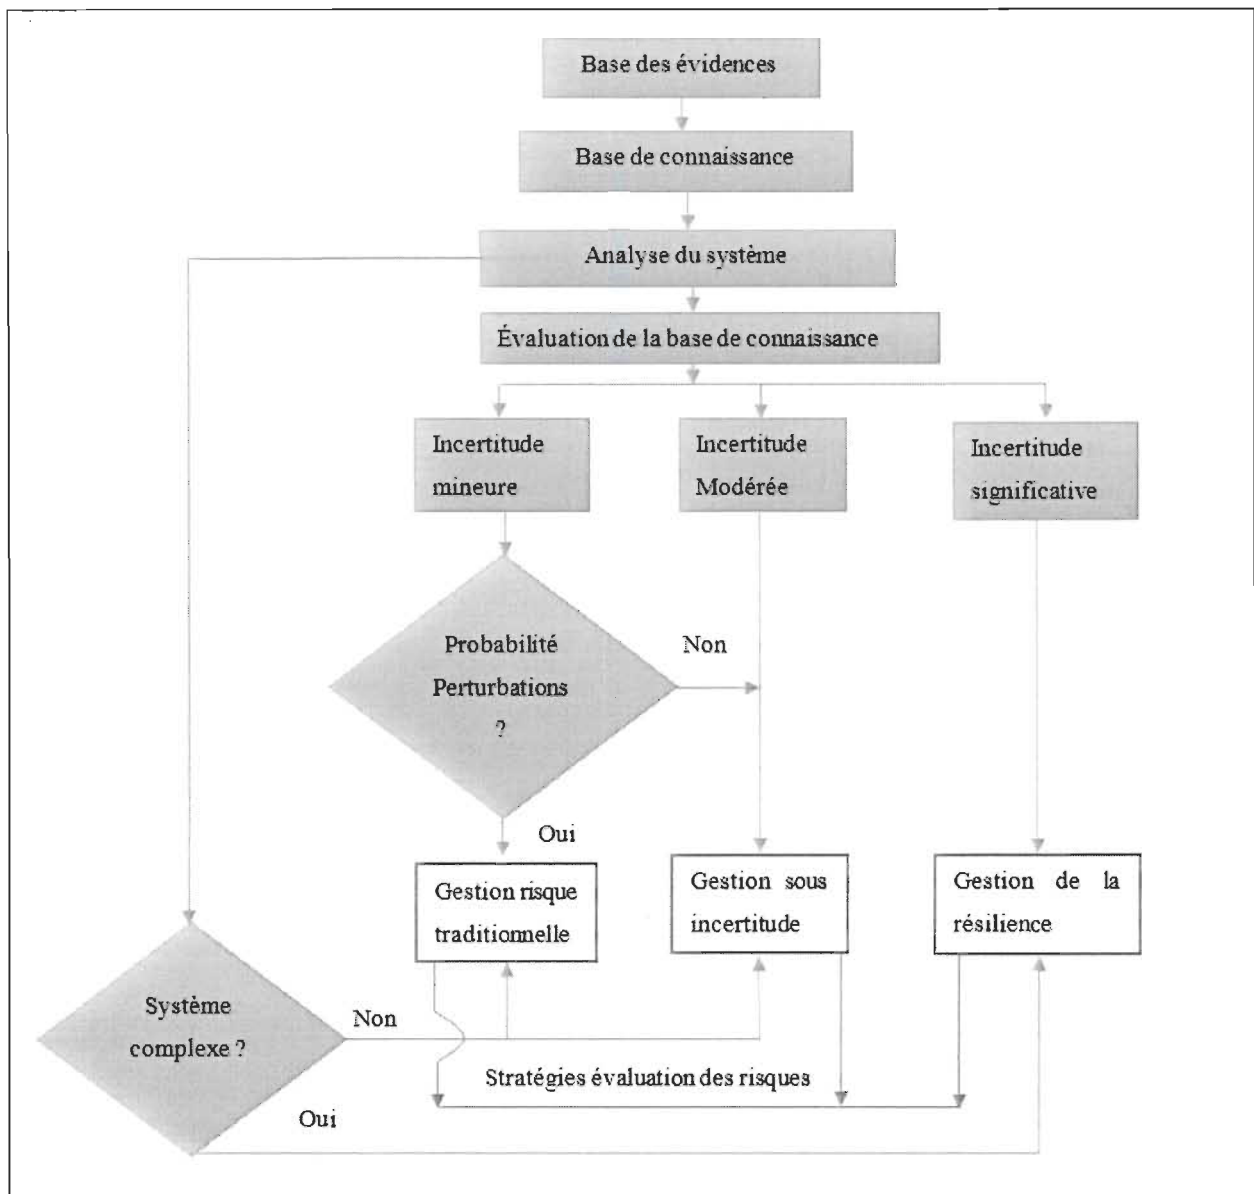 Base des évidences
Base de connaissance
Analyse du système
Évaluation de la base de connaissance
Incertitude
mineure
Incertitude
Modérée
Incertitude
significative
Probabilité
Perturbations
?
Non
Oui
Gestion risque
traditionnelle
Gestion sous
incertitude
Gestion de la
résilience
Système
complexe ?
Non
Stratégies évaluation des risques
Oui